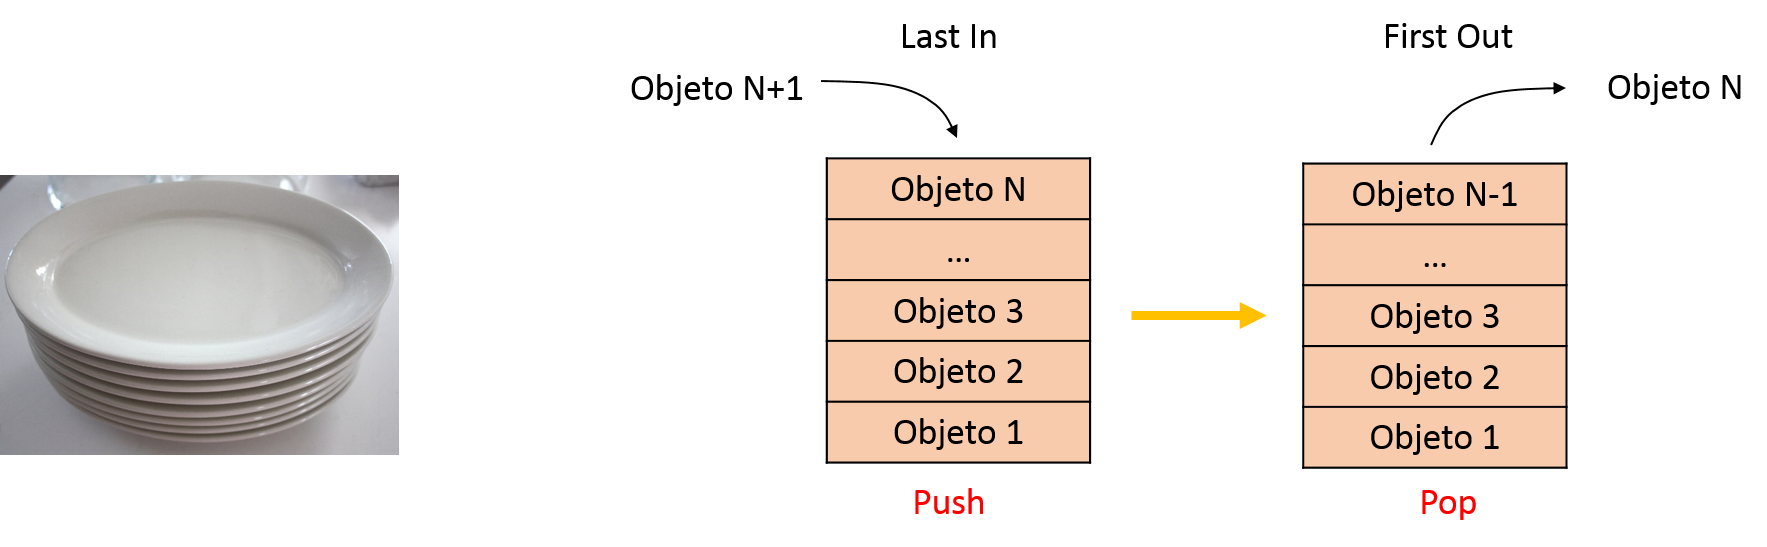 Last In
Objeto N+1
Objeto N
...
Objeto 3
Objeto 2
Objeto 1
Push
First Out
Objeto N
Objeto N-1
...
Objeto 3
Objeto 2
Objeto 1
Pop